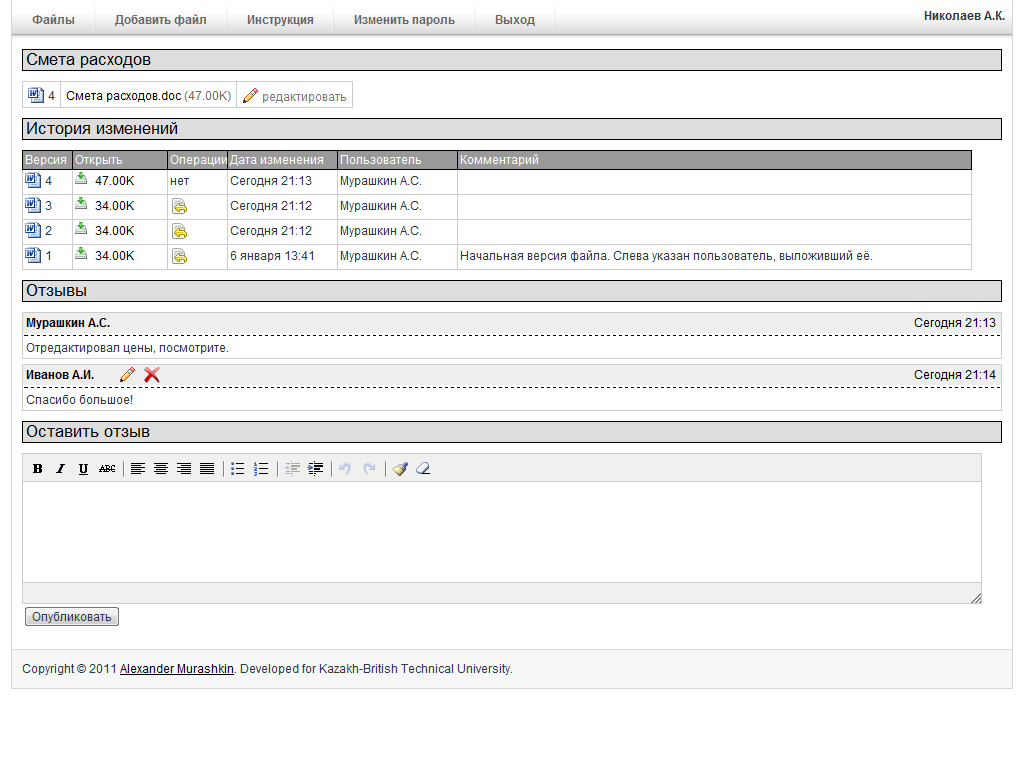 Файлы Добавить файл Инструкция Изменить пароль Выход Николаев А.К.
Смета расходов
4 Смета расходов.doc (47.00K) редактировать
История изменений
Версия Открыть Операции Дата изменения Пользователь Комментарий
4 47.00K нет Сегодня 21:13 Мурашкин А.С.
3 34.00K Сегодня 21:12 Мурашкин А.С.
2 34.00K Сегодня 21:12 Мурашкин А.С.
1 34.00K 6 января 13:41 Мурашкин А.С. Начальная версия файла. Слева указан пользователь, выложивший её.
Отзывы
Мурашкин А.С. Сегодня 21:13
Отредактировал цены, посмотрите.
Иванов А.И. Сегодня 21:14
Спасибо большое!
Оставить отзыв
B I U ABC
Опубликовать
Copyright © 2011 Alexander Murashkin. Developed for Kazakh-British Technical University.